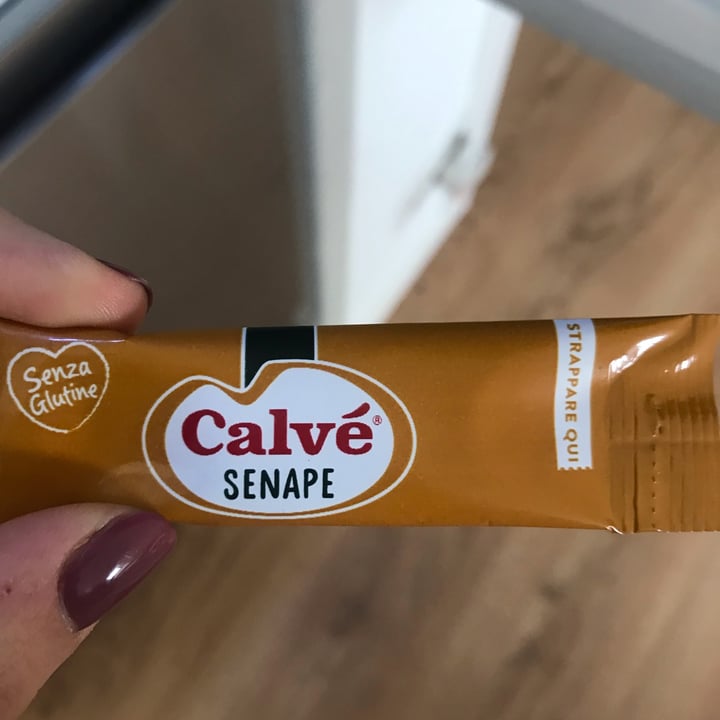 Senza
Glutine
Calvé®
SENAPE
STRAPPARE QUI